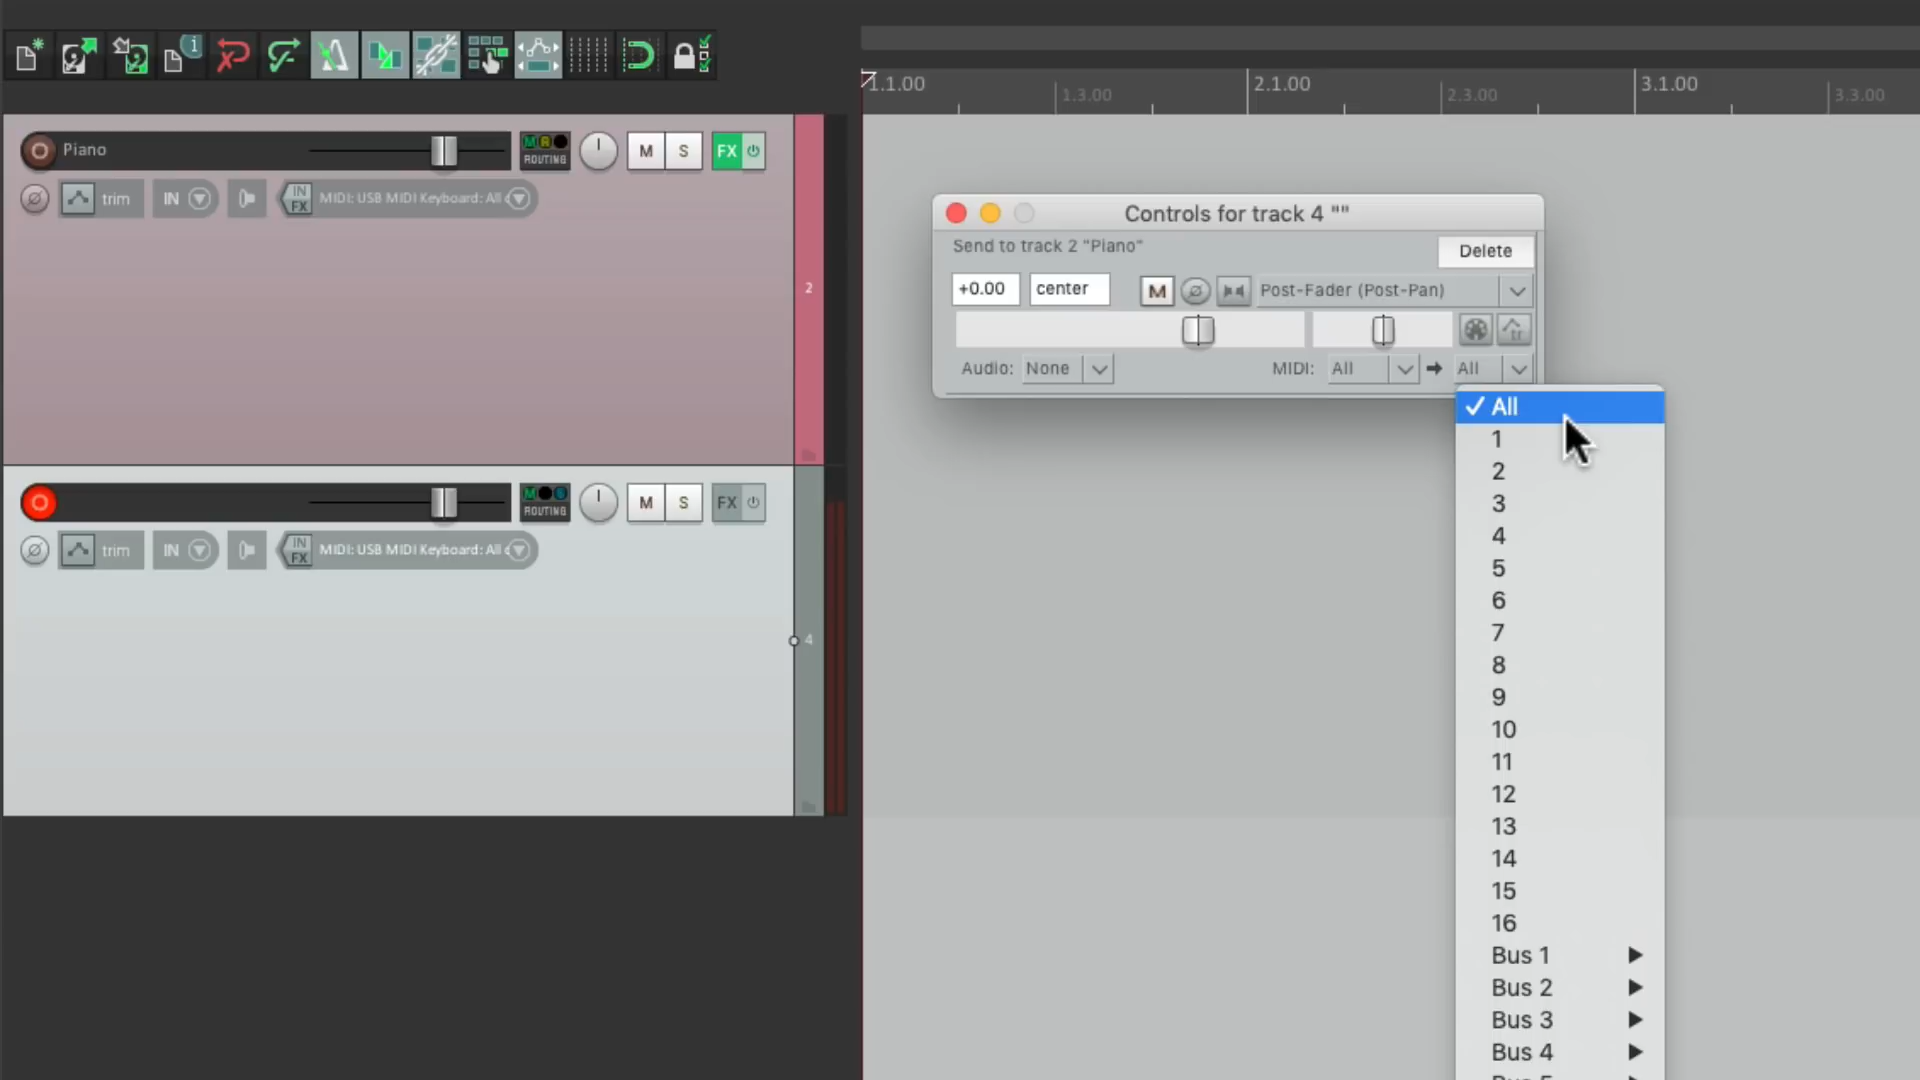 1.1.00
1.3.00
2.1.00
2.3.00
3.1.00
3.3.00
Piano
ROUTING
M
S
FX
trim
IN
IN
FX
MIDI: USB MIDI Keyboard: All c
2
ROUTING
M
S
FX
trim
IN
IN
FX
MIDI: USB MIDI Keyboard: All c
4
Controls for track 4 ""
Send to track 2 "Piano"
Delete
+0.00
center
M
Post-Fader (Post-Pan)
Audio: None
MIDI: All
All
✓ All
1
2
3
4
5
6
7
8
9
10
11
12
13
14
15
16
Bus 1
Bus 2
Bus 3
Bus 4